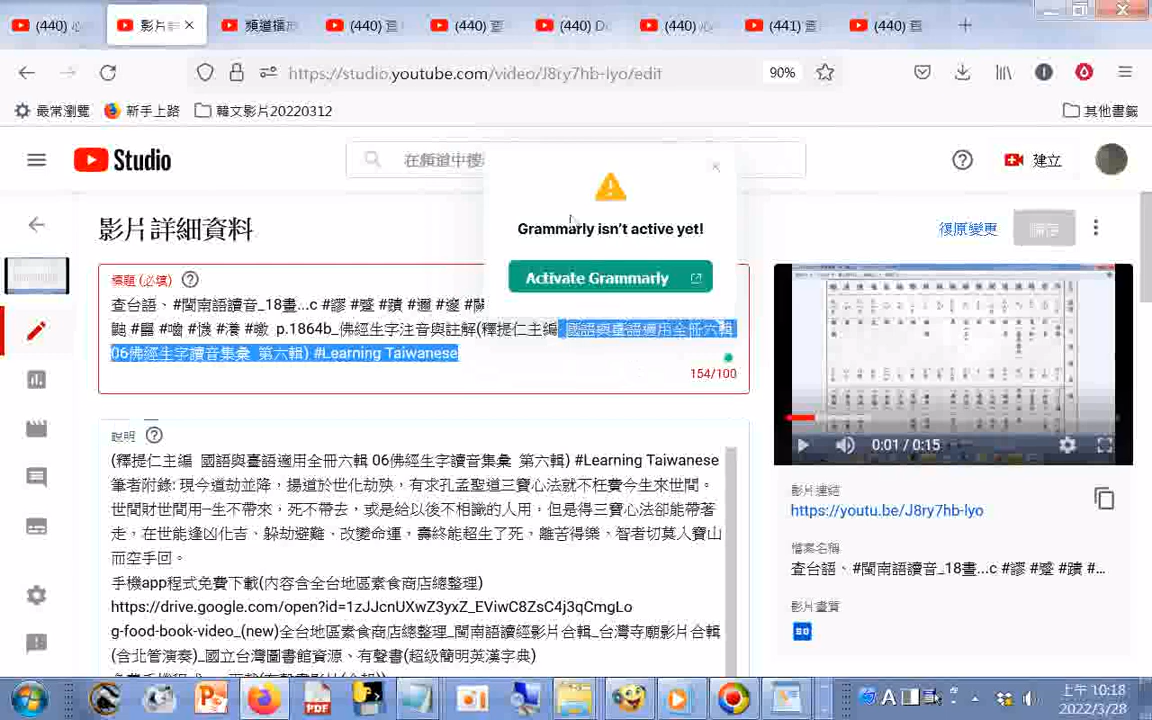 (440) 心
影片詳
頻道播放
(440) 直
(440) 查
(440) D
(440) 心
(441) 查
(440) 直
https://studio.youtube.com/video/J8ry7hb-lyo/edit
90%
最常瀏覽 新手上路 韓文影片20220312 其他書籤
Studio
在頻道中搜
建立
影片詳細資料
復原變更
儲存
Grammarly isn't active yet!
Activate Grammarly
標題 (必填)
查台語、#閩南語讀音_18畫...c #謬 #蹔 #蹟 #邇 #邃
#嚙 p.1864b_佛經生字注音與註解(釋提仁主編 國語與臺語適用全冊六輯
06佛經生字讀音集彙 第六輯) #Learning Taiwanese
154/100
說明
(釋提仁主編 國語與臺語適用全冊六輯 06佛經生字讀音集彙 第六輯) #Learning Taiwanese
筆者附錄: 現今道劫並降，揚道於世化劫殃，有求孔孟聖道三寶心法就不枉費今生來世間。
世間財世間用一生不帶來，死不帶去，或是給以後不相識的人用，但是得三寶心法卻能帶著
走，在世能逢凶化吉、躲劫避難、改變命運，壽終能超生了死，離苦得樂，智者切莫入寶山
而空手回。
手機app程式免費下載(內容含全台地區素食商店總整理)
https://drive.google.com/open?id=1zJJcnUXwZ3yxZ_EViwC8ZsC4j3qCmgLo
g-food-book-video_(new)全台地區素食商店總整理_閩南語讀經影片合輯_台灣寺廟影片合輯
(含北管演奏)_國立台灣圖書館資源、有聲書(超級簡明英漢字典)
0:01 / 0:15
影片連結
https://youtu.be/J8ry7hb-lyo
檔案名稱
查台語、#閩南語讀音_18畫...c #謬 #蹔 #蹟 #...
影片畫質
SD
上午 10:18
2022/3/28